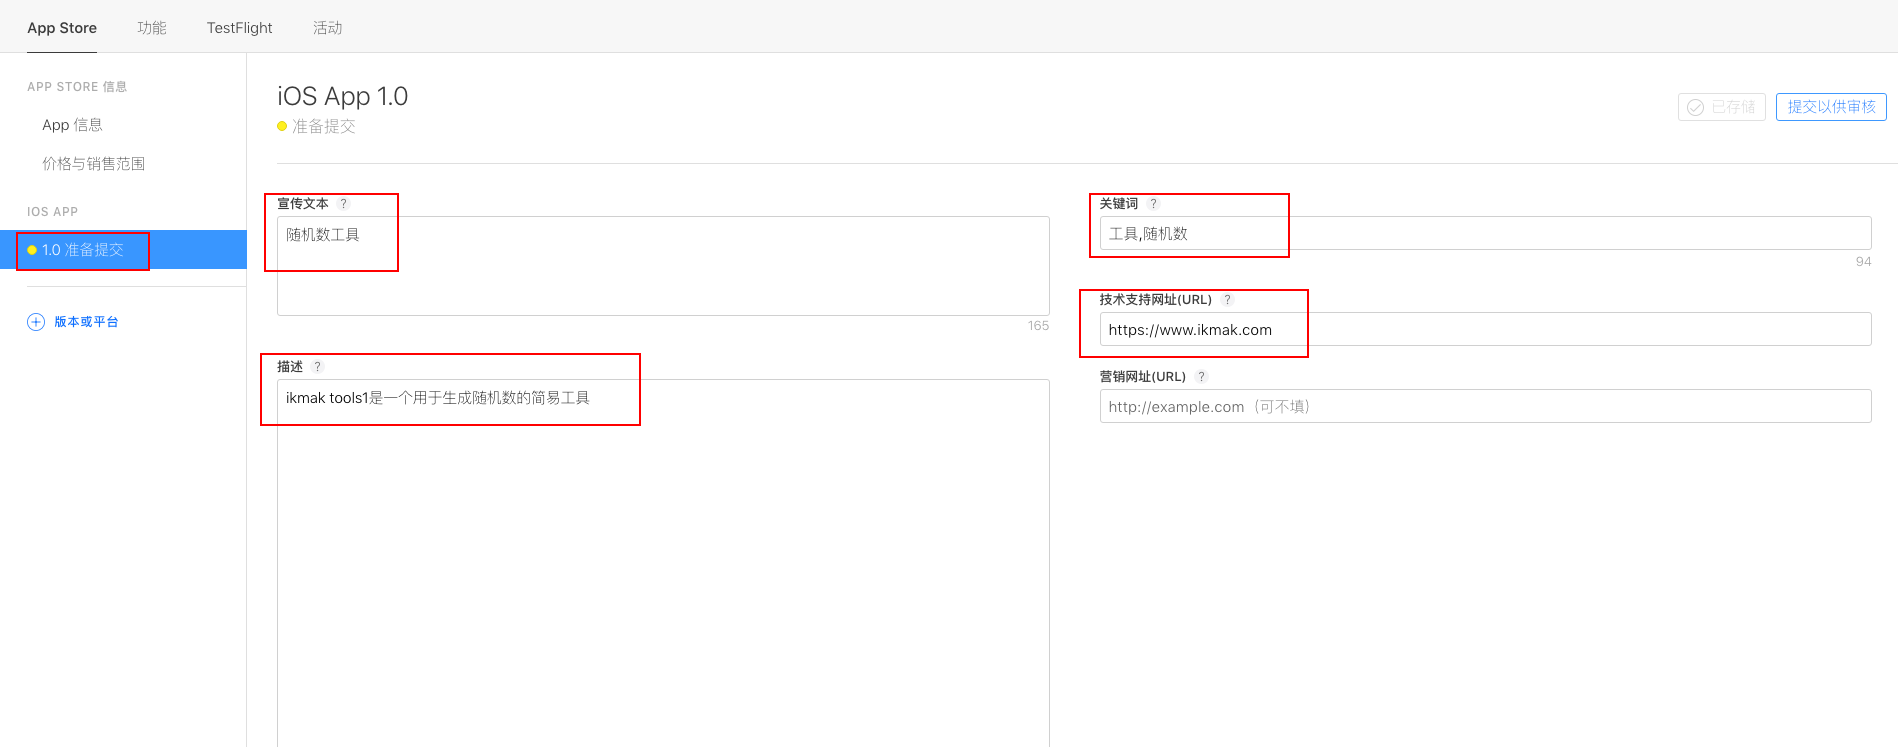 App Store 功能 TestFlight 活动
APP STORE 信息
App 信息
价格与销售范围
IOS APP
1.0 准备提交
版本或平台
iOS App 1.0
准备提交
已存储 提交以供审核
宣传文本 ?
随机数工具
165
描述 ?
ikmak tools1是一个用于生成随机数的简易工具
关键词 ?
工具,随机数
94
技术支持网址(URL) ?
https://www.ikmak.com
营销网址(URL) ?
http://example.com（可不填）